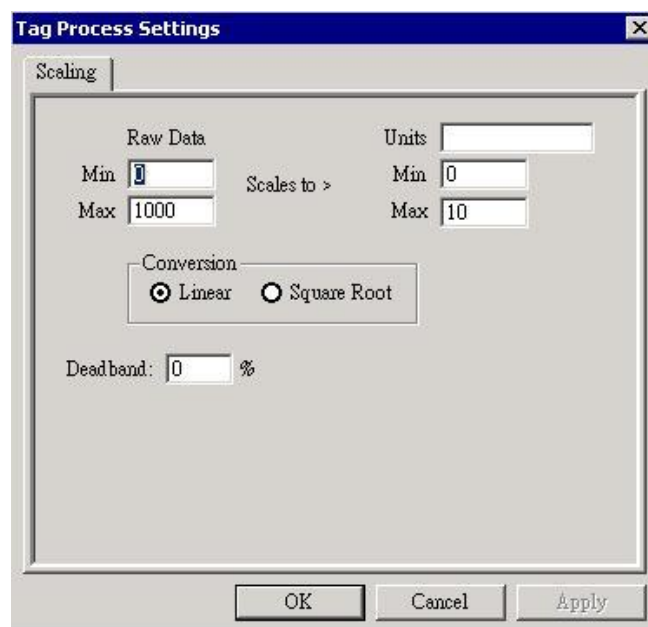 Tag Process Settings
Scaling
Raw Data
Units
Min 0
Scales to >
Min 0
Max 1000
Max 10
Conversion
Linear Square Root
Deadband: 0 %
OK Cancel Apply